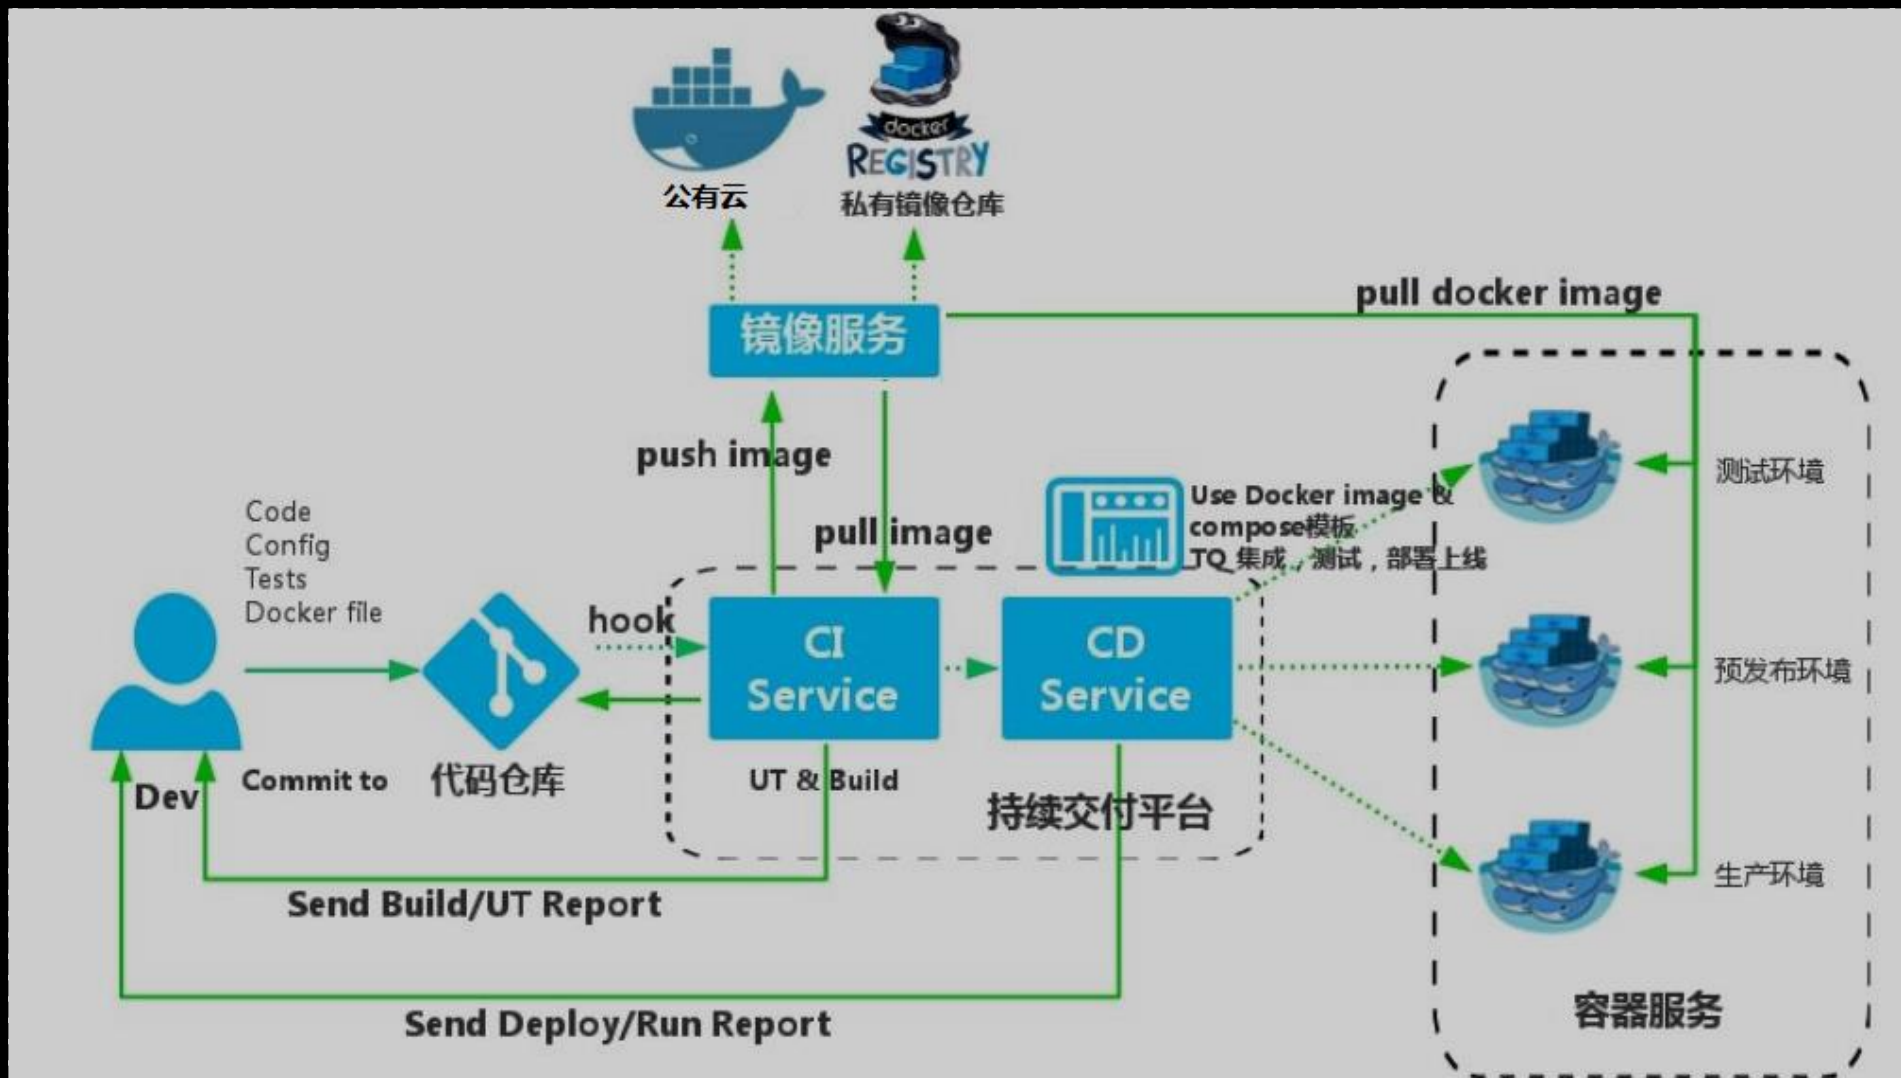 docker
REGISTRY
公有云
私有镜像仓库
pull docker image
镜像服务
push image
pull image
测试环境
Use Docker image &
compose模板
TQ 集成，测试，部署上线
Code
Config
Tests
Docker file
hook
CI
Service
CD
Service
预发布环境
Dev
Commit to
代码仓库
UT & Build
持续交付平台
生产环境
Send Build/UT Report
Send Deploy/Run Report
容器服务